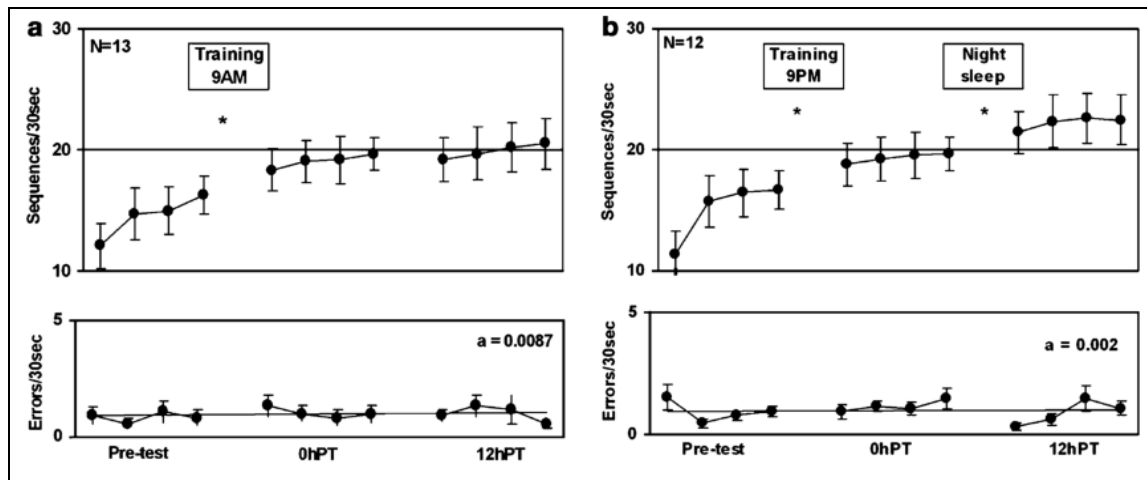 a
N=13
Training
9AM
*
Sequences/30sec
30
20
10
Errors/30sec
5
0
a = 0.0087
Pre-test
0hPT
12hPT
b
N=12
Training
9PM
*
Night
sleep
*
Sequences/30sec
30
20
10
Errors/30sec
5
0
a = 0.002
Pre-test
0hPT
12hPT